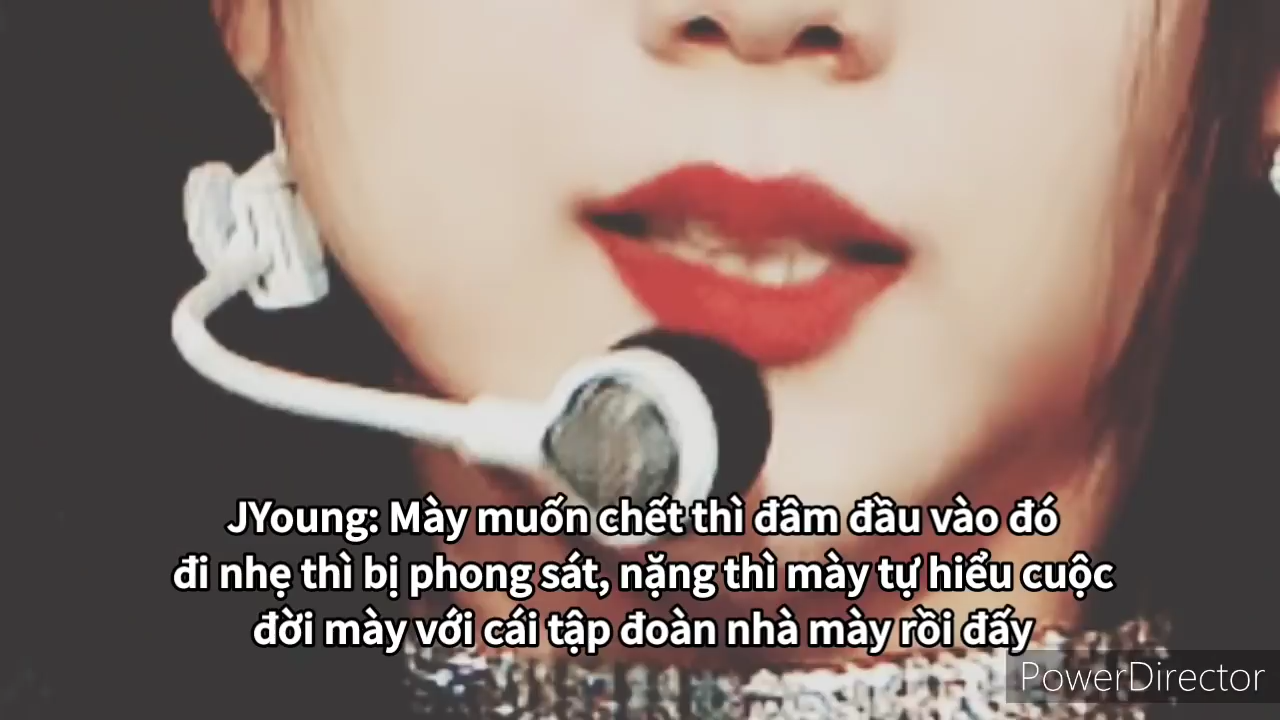 JYoung: Mày muốn chết thì đâm đầu vào đó
đi nhẹ thì bị phong sát, nặng thì mày tự hiểu cuộc
đời mày với cái tập đoàn nhà mày rồi đấy
PowerDirector